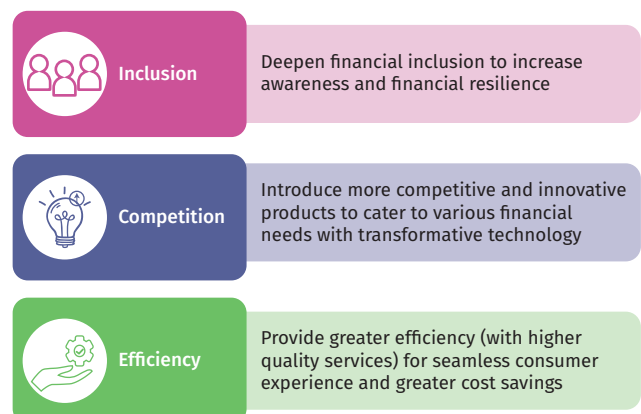 Inclusion
Deepen financial inclusion to increase
awareness and financial resilience
Competition
Introduce more competitive and innovative
products to cater to various financial
needs with transformative technology
Efficiency
Provide greater efficiency (with higher
quality services) for seamless consumer
experience and greater cost savings